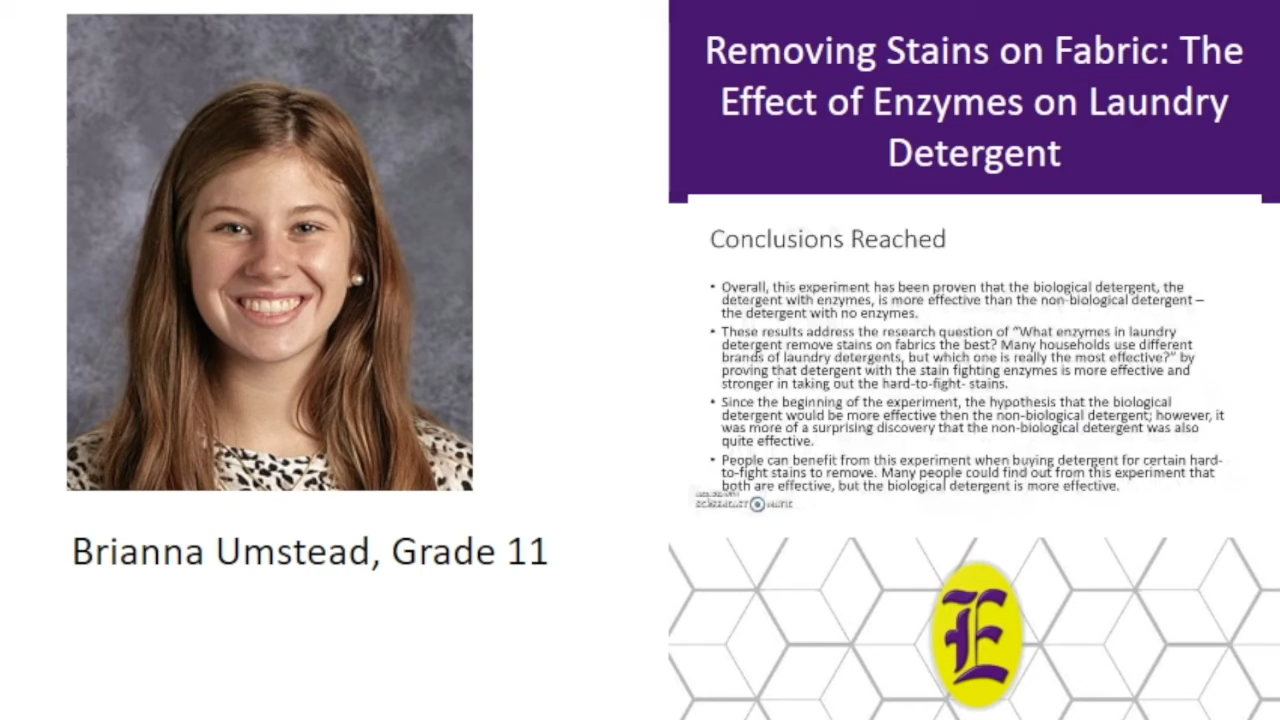 Removing Stains on Fabric: The
Effect of Enzymes on Laundry
Detergent
Conclusions Reached
• Overall, this experiment has been proven that the biological detergent, the
detergent with enzymes, is more effective than the non-biological detergent –
the detergent with no enzymes.
• These results address the research question of “What enzymes in laundry
detergent remove stains on fabrics the best? Many households use different
brands of laundry detergents, but which one is really the most effective?” by
proving that detergent with the stain fighting enzymes is more effective and
stronger in taking out the hard-to-fight- stains.
• Since the beginning of the experiment, the hypothesis that the biological
detergent would be more effective then the non-biological detergent; however, it
was more of a surprising discovery that the non-biological detergent was also
quite effective.
• People can benefit from this experiment when buying detergent for certain hard-
to-fight stains to remove. Many people could find out from this experiment that
both are effective, but the biological detergent is more effective.
Brianna Umstead, Grade 11
E